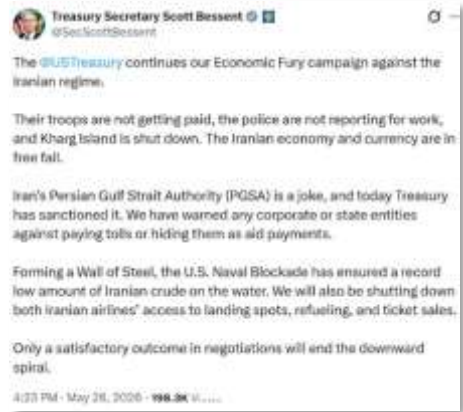 Treasury Secretary Scott Bessent
@SecScottBessent
The @USTreasury continues our Economic Fury campaign against the
Iranian regime.
Their troops are not getting paid, the police are not reporting for work,
and Kharg Island is shut down. The Iranian economy and currency are in
free fall.
Iran's Persian Gulf Strait Authority (PGSA) is a joke, and today Treasury
has sanctioned it. We have warned any corporate or state entities
against paying tolls or hiding them as aid payments.
Forming a Wall of Steel, the U.S. Naval Blockade has ensured a record
low amount of Iranian crude on the water. We will also be shutting down
both Iranian airlines' access to landing spots, refueling, and ticket sales.
Only a satisfactory outcome in negotiations will end the downward
spiral.
4:23 PM · May 28, 2026 ·